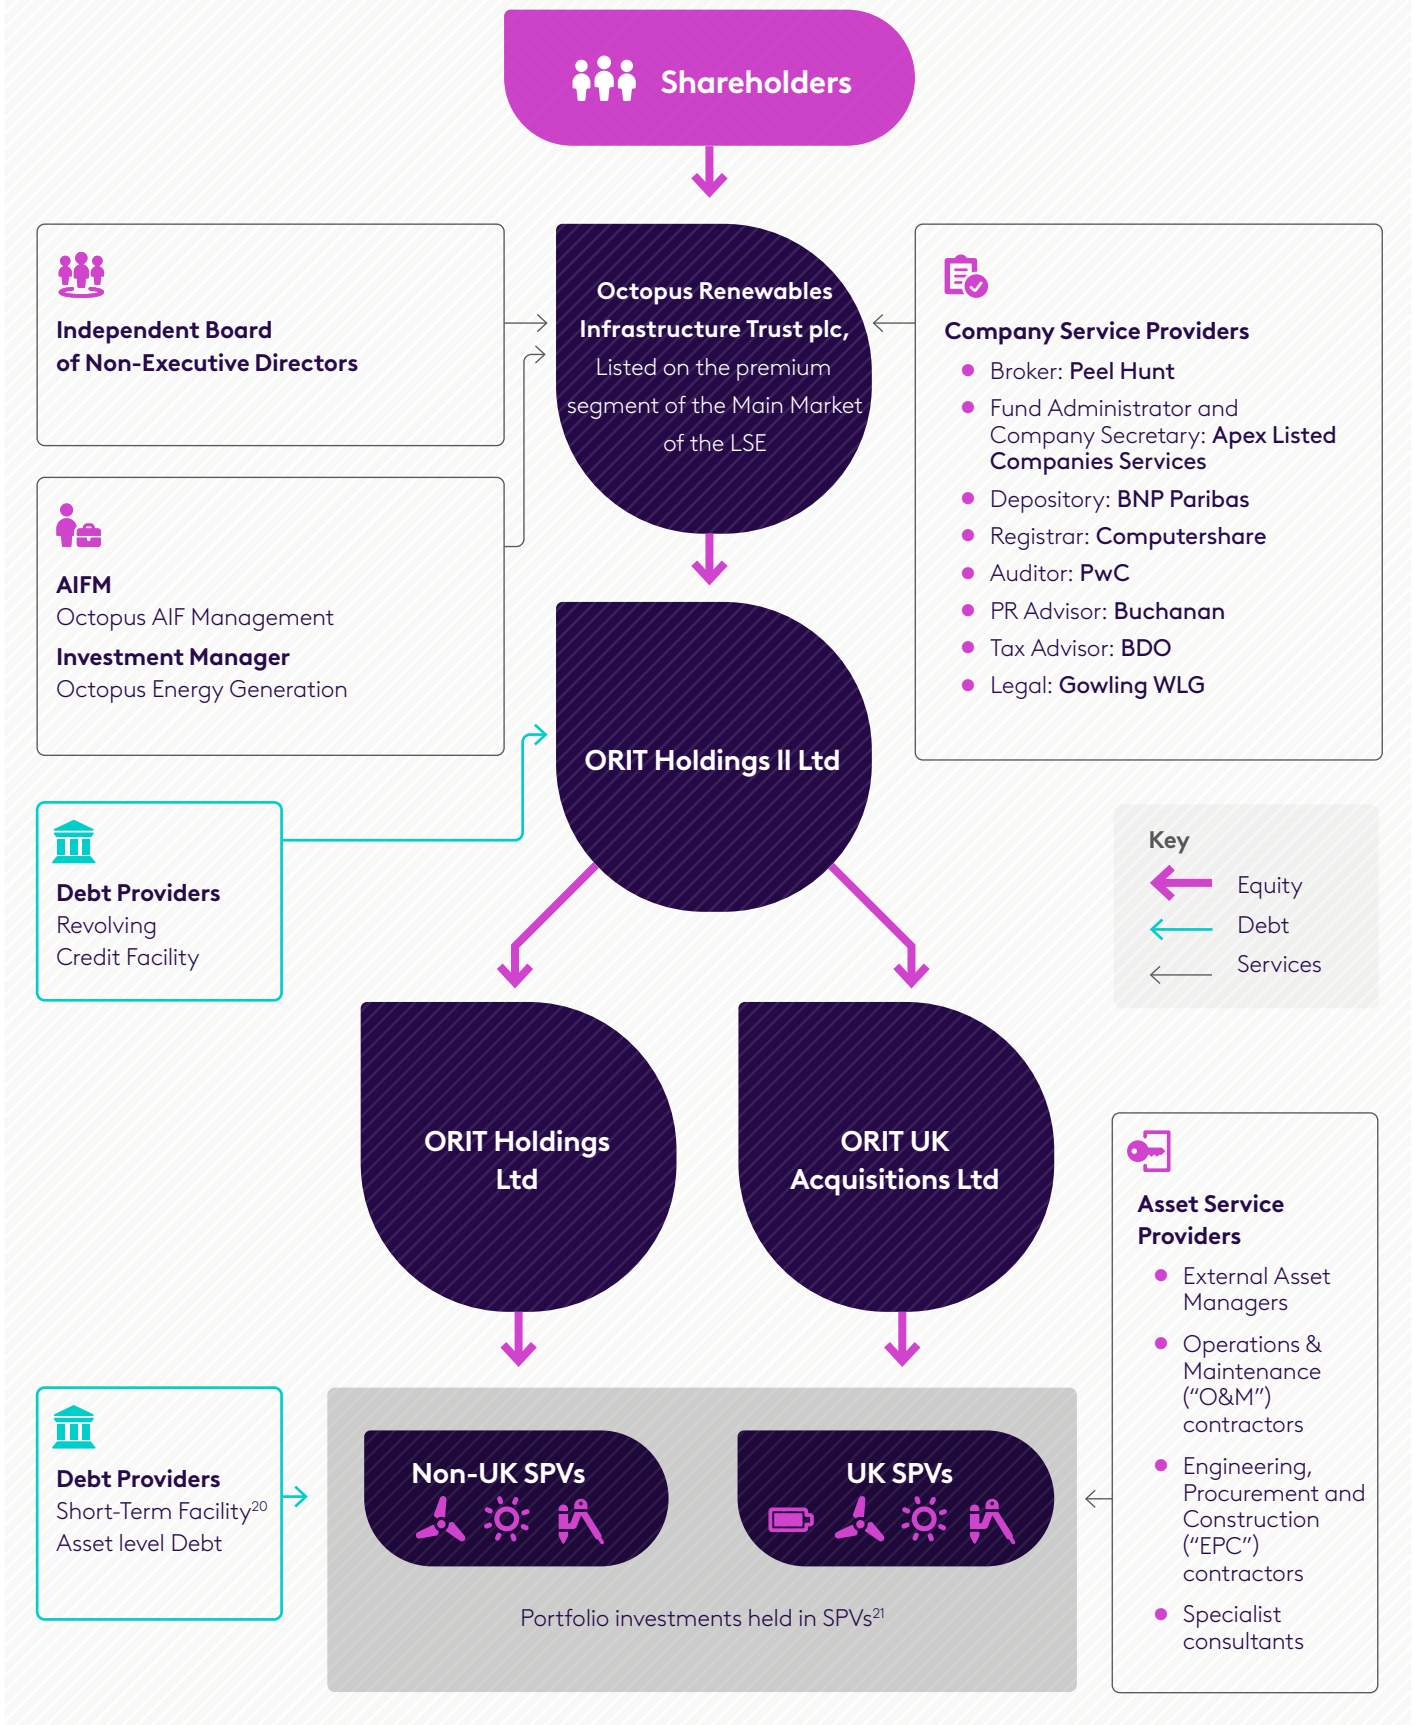 Shareholders
Independent Board
of Non-Executive Directors
Octopus Renewables
Infrastructure Trust plc,
Listed on the premium
segment of the Main Market
of the LSE
Company Service Providers
Broker: Peel Hunt
Fund Administrator and
Company Secretary: Apex Listed
Companies Services
Depository: BNP Paribas
Registrar: Computershare
Auditor: PwC
PR Advisor: Buchanan
Tax Advisor: BDO
Legal: Gowling WLG
AIFM
Octopus AIF Management
Investment Manager
Octopus Energy Generation
ORIT Holdings II Ltd
Debt Providers
Revolving
Credit Facility
Key
Equity
Debt
Services
ORIT Holdings
Ltd
ORIT UK
Acquisitions Ltd
Asset Service
Providers
External Asset
Managers
Operations &
Maintenance
(“O&M”)
contractors
Engineering,
Procurement and
Construction
(“EPC”)
contractors
Specialist
consultants
Debt Providers
Short-Term Facility²⁰
Asset level Debt
Non-UK SPVs
UK SPVs
Portfolio investments held in SPVs²¹